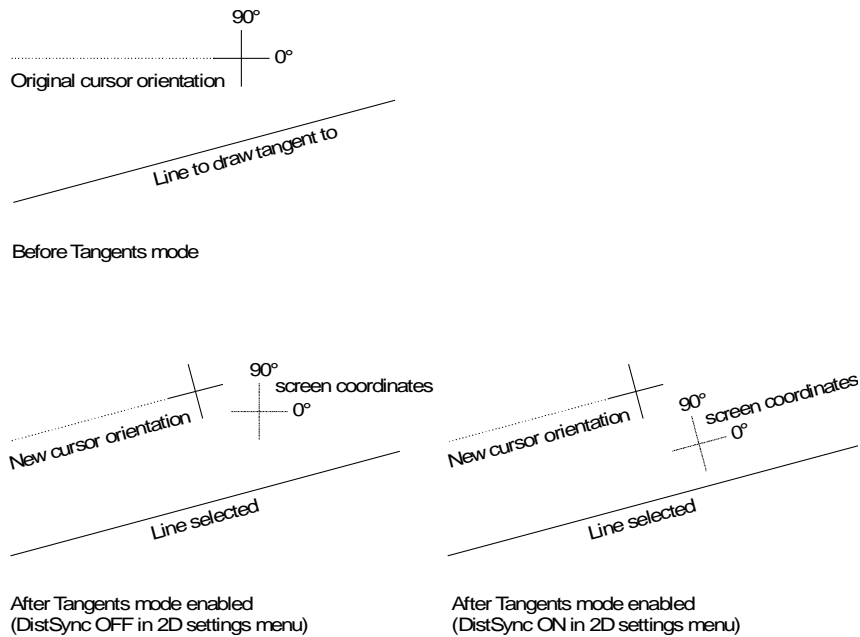 90°
0°
Original cursor orientation
Line to draw tangent to
Before Tangents mode
90°
screen coordinates
0°
New cursor orientation
Line selected
After Tangents mode enabled
(DistSync OFF in 2D settings menu)
90°
screen coordinates
0°
New cursor orientation
Line selected
After Tangents mode enabled
(DistSync ON in 2D settings menu)